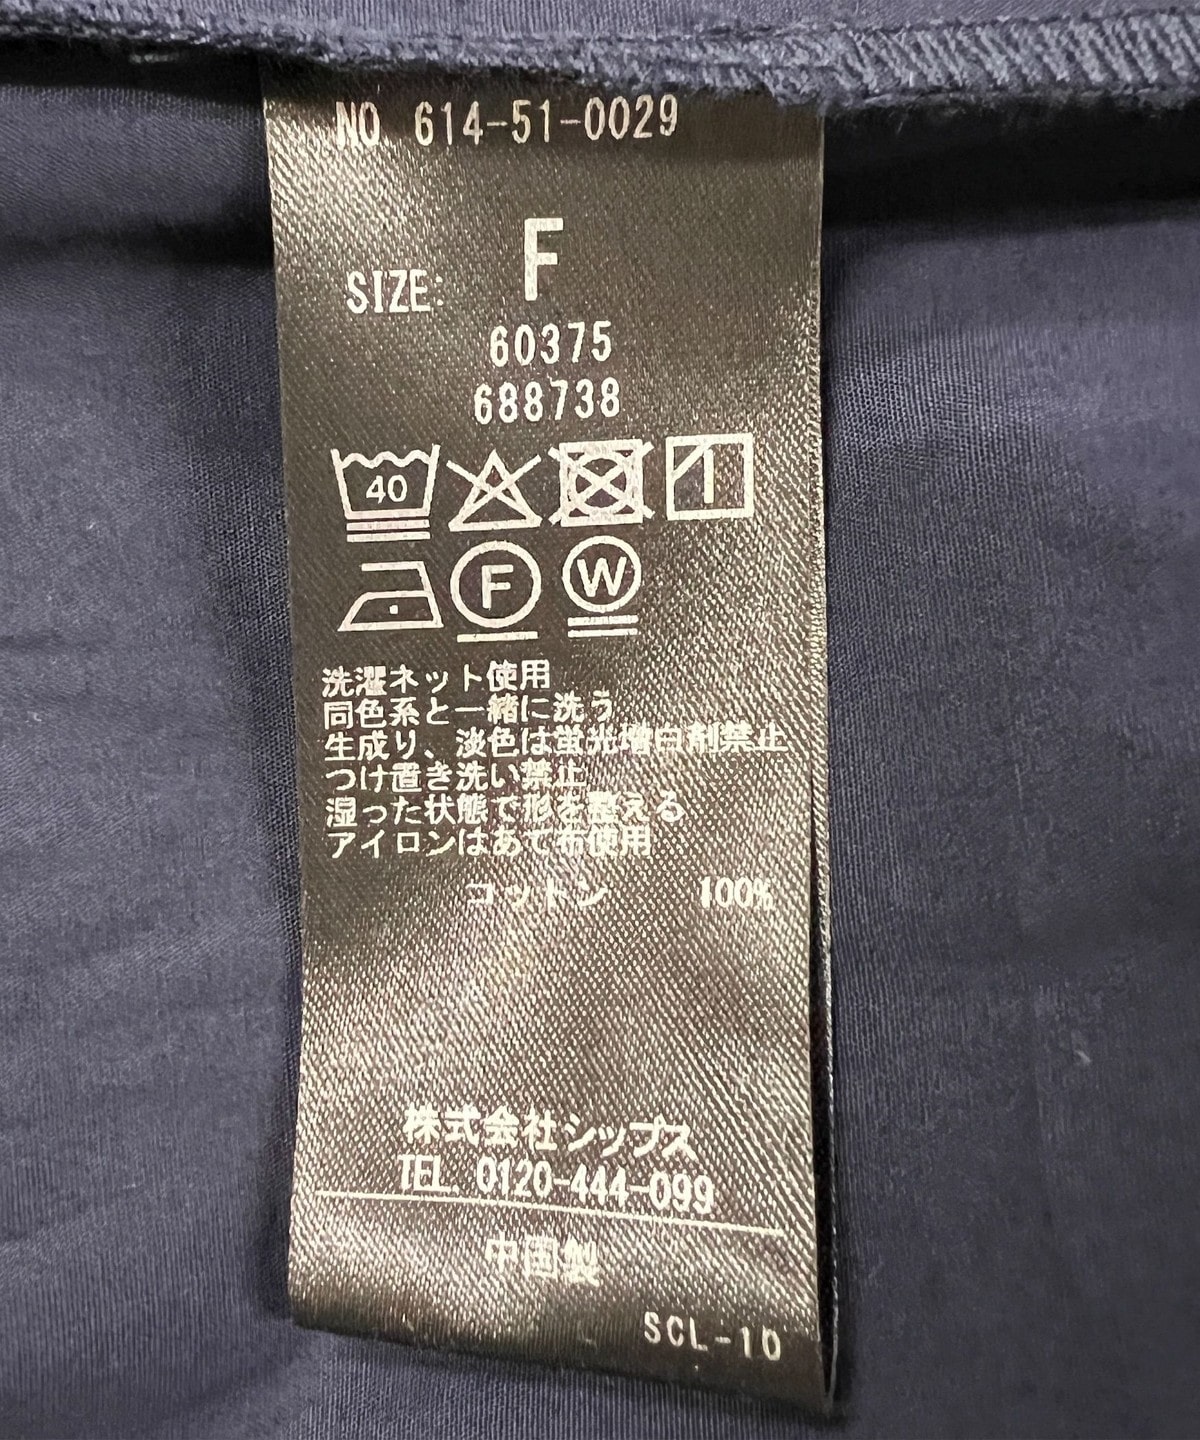 NO 614-51-0029
F
SIZE:
60375
688738
40
F W
洗濯ネット使用
同色系と一緒に洗う
生成り、淡色は蛍光増白剤禁止
つけ置き洗い禁止
湿った状態で形を整える
アイロンはあて布使用
コットン 100%
株式会社シップス
TEL. 0120-444-099
中国製
SCL-10